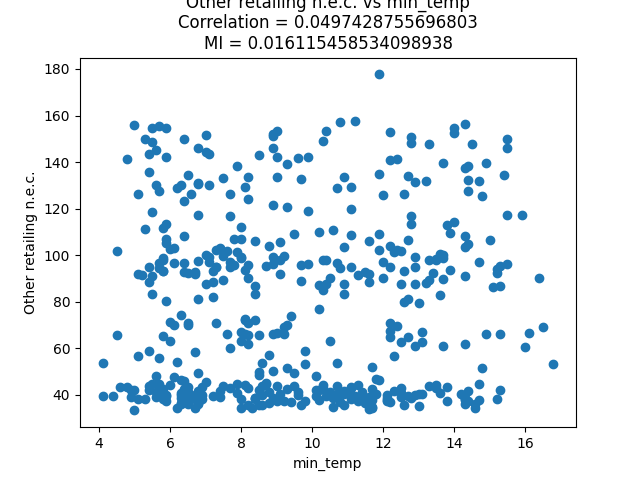 Other retailing n.e.c. vs min_temp
Correlation = 0.0497428755696803
MI = 0.016115458534098938
Other retailing n.e.c.
180
160
140
120
100
80
60
40
4 6 8 10 12 14 16
min_temp